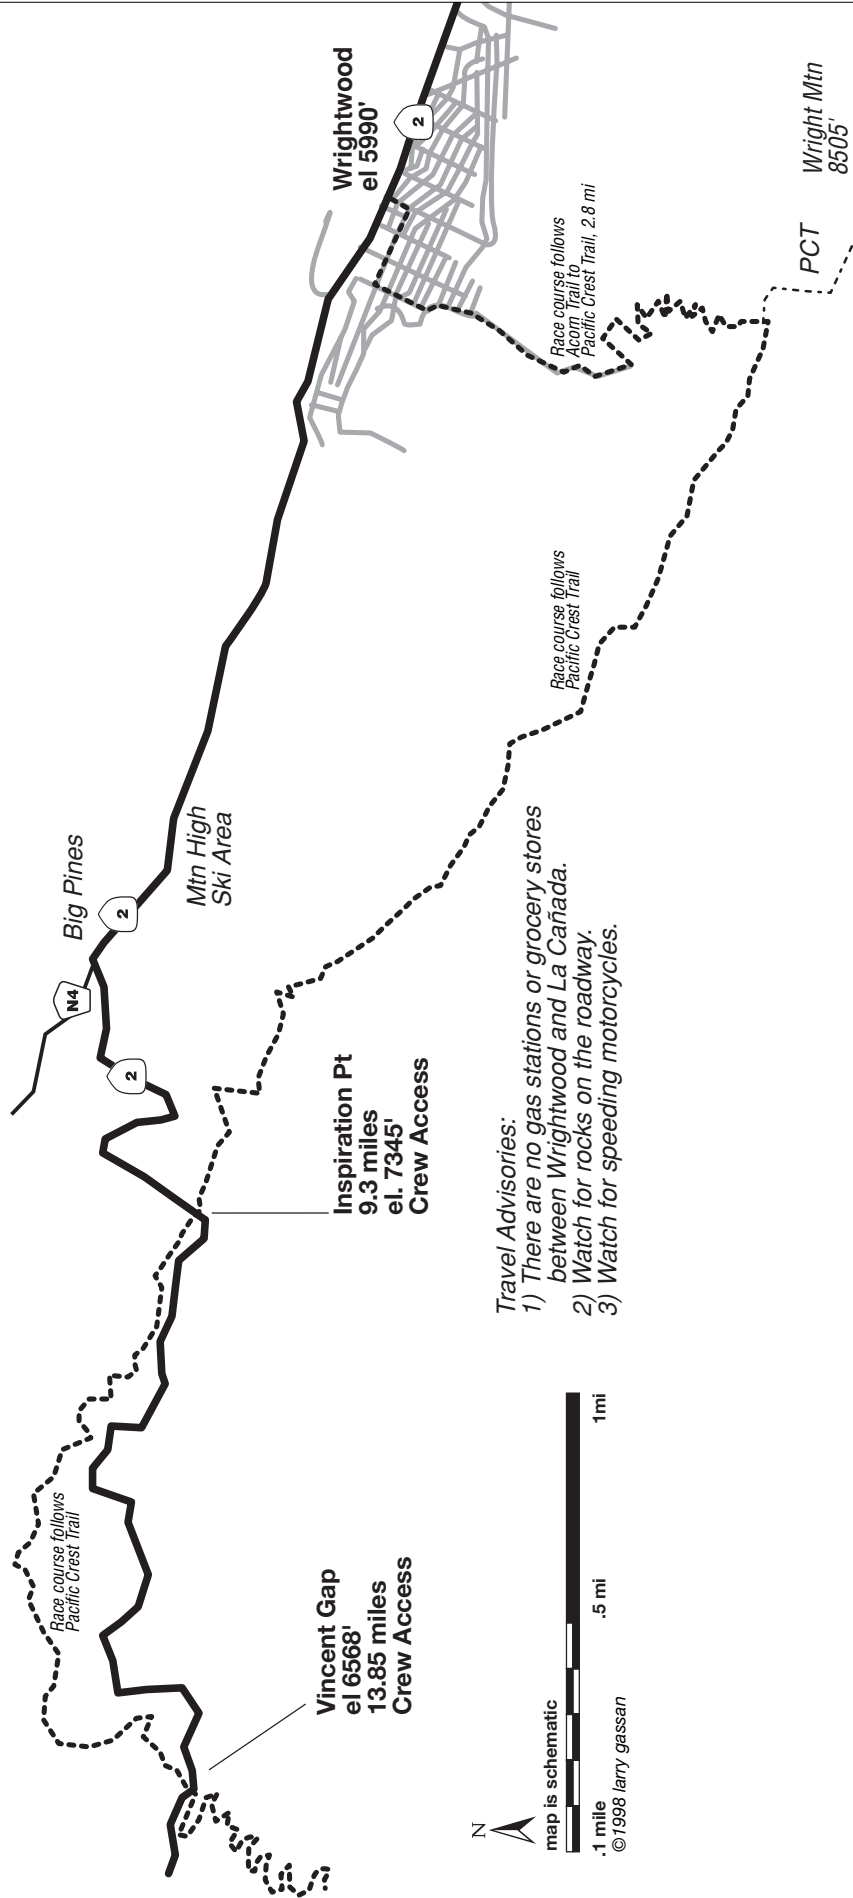 Wrightwood
el 5990'
2
Wright Mtn
8505'
PCT
Race course follows
Acorn Trail to
Pacific Crest Trail, 2.8 mi
Race course follows
Pacific Crest Trail
Big Pines
2
Mtn High
Ski Area
N4
2
Inspiration Pt
9.3 miles
el. 7345'
Crew Access
Travel Advisories:
1) There are no gas stations or grocery stores
between Wrightwood and La Cañada.
2) Watch for rocks on the roadway.
3) Watch for speeding motorcycles.
Race course follows
Pacific Crest Trail
Vincent Gap
el 6568'
13.85 miles
Crew Access
N
map is schematic
.1 mile
.5 mi
1mi
©1998 larry gassan